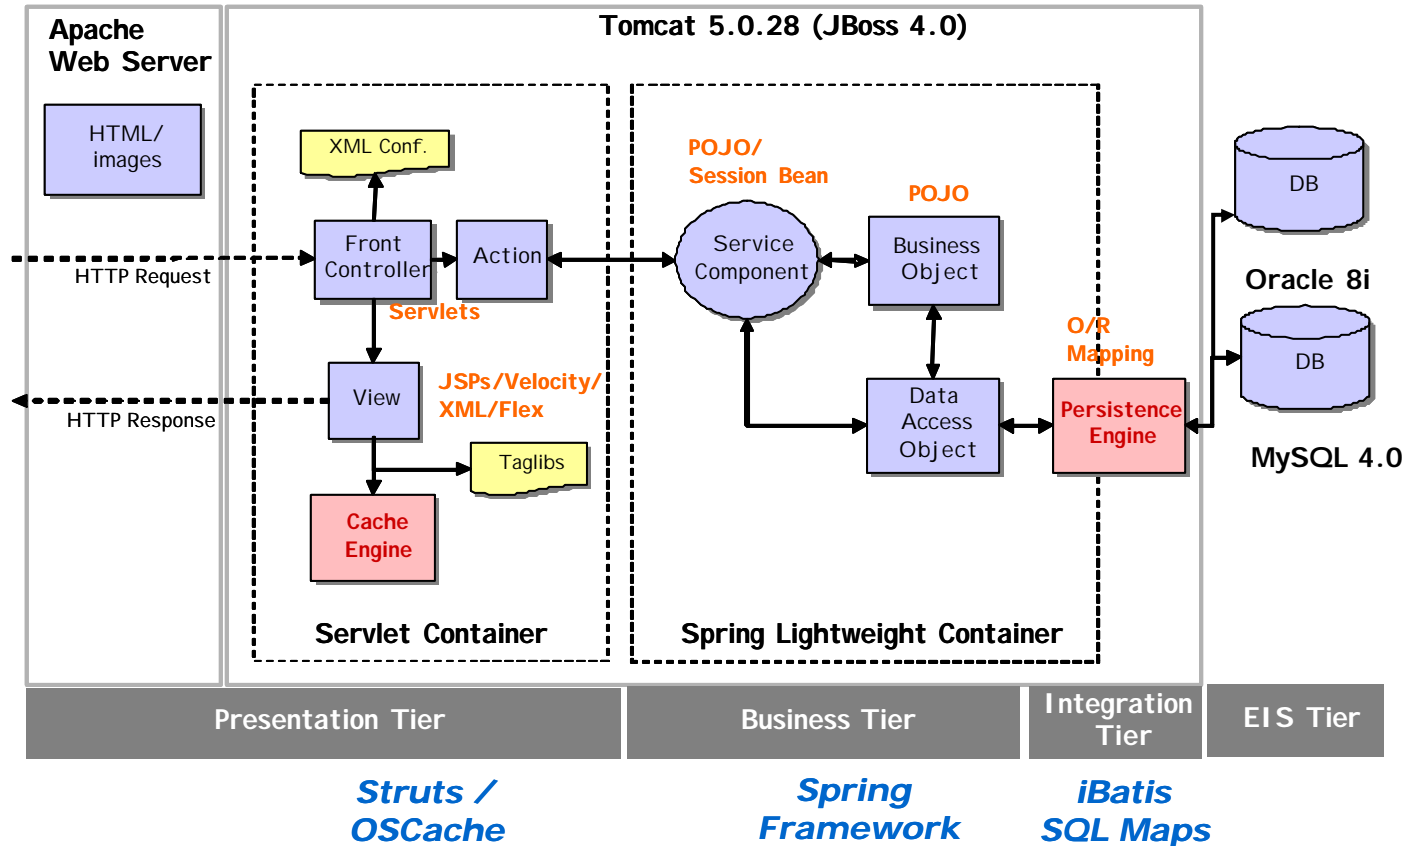 Apache
Web Server
Tomcat 5.0.28 (JBoss 4.0)
HTML/
images
XML Conf.
POJO/
Session Bean
POJO
DB
Front
Controller
Action
Service
Component
Business
Object
HTTP Request
Servlets
Oracle 8i
O/R
Mapping
DB
View
JSPs/Velocity/
XML/Flex
HTTP Response
Data
Access
Object
Persistence
Engine
MySQL 4.0
Taglibs
Cache
Engine
Servlet Container
Spring Lightweight Container
Presentation Tier
Business Tier
Integration
Tier
EIS Tier
Struts /
OSCache
Spring
Framework
iBatis
SQL Maps